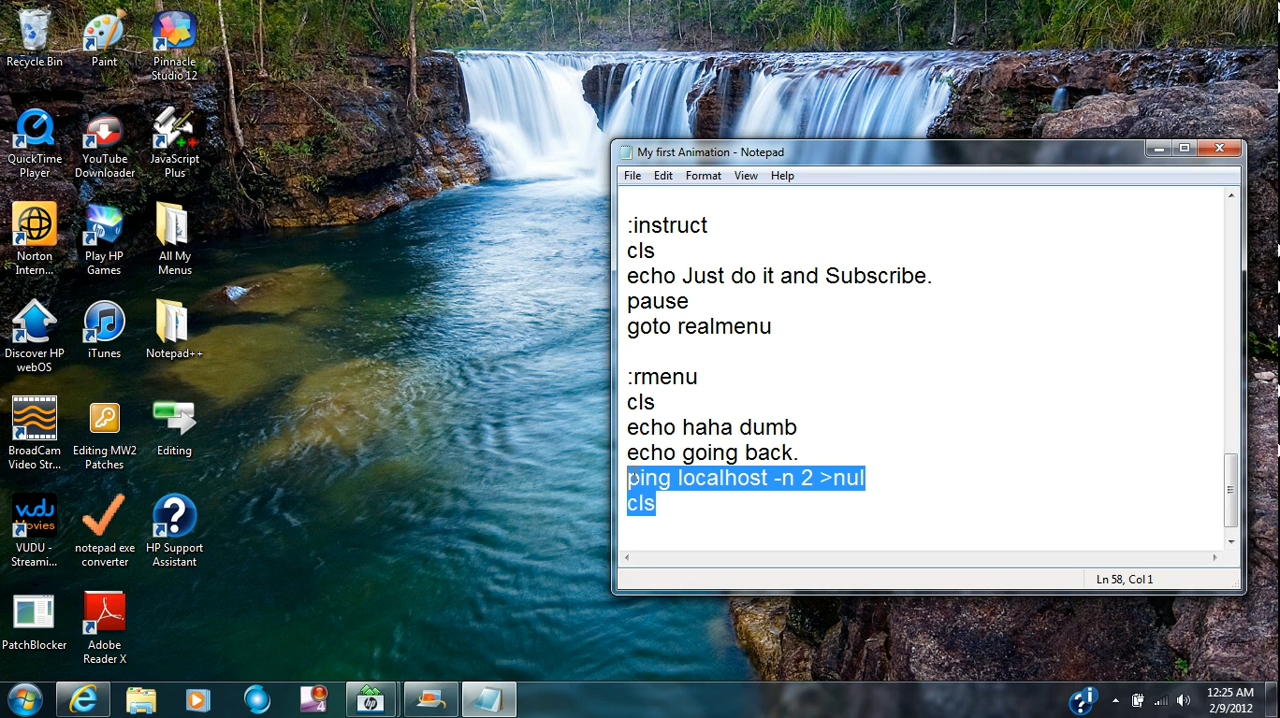 Recycle Bin
Paint
Pinnacle
Studio 12
QuickTime
Player
YouTube
Downloader
JavaScript
Plus
Norton
Intern...
Play HP
Games
All My
Menus
Discover HP
webOS
iTunes
Notepad++
BroadCam
Video Str...
Editing MW2
Patches
Editing
vudu
Movies
VUDU -
Streami...
notepad exe
converter
HP Support
Assistant
PatchBlocker
Adobe
Reader X
My first Animation - Notepad
File Edit Format View Help
:instruct
cls
echo Just do it and Subscribe.
pause
goto realmenu
:rmenu
cls
echo haha dumb
echo going back.
ping localhost -n 2 >nul
cls
Ln 58, Col 1
12:25 AM
2/9/2012